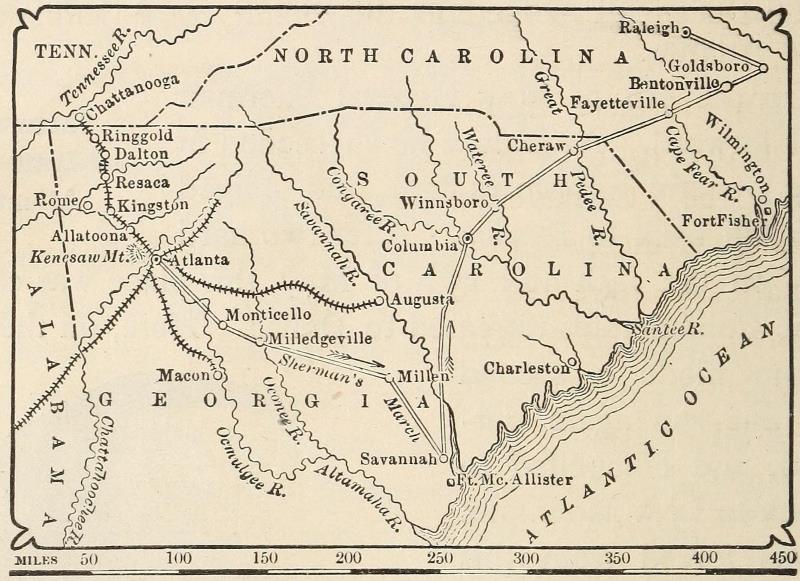 TENN.
Tennessee R.
Chattanooga
NORTH CAROLINA
Raleigh
Goldsboro
Bentonville
Fayetteville
Great
Pedee R.
Cape Fear R.
Wilmington
Fort Fisher
Ringgold
Dalton
Resaca
Kingston
Rome
Allatoona
Kenesaw Mt.
Atlanta
SOUTH
CAROLINA
Cheraw
Wateree
R.
Winnsboro
Congaree R.
Columbia
Savannah R.
Augusta
Monticello
Milledgeville
Sherman's
March
Millen
Macon
Charleston
Santee R.
ALABAMA
GEORGIA
Oconee R.
Ocmulgee R.
Altamaha R.
Chattahoochee R.
Savannah
Ft. Mc. Allister
ATLANTIC OCEAN
MILES 50 100 150 200 250 300 350 400 450